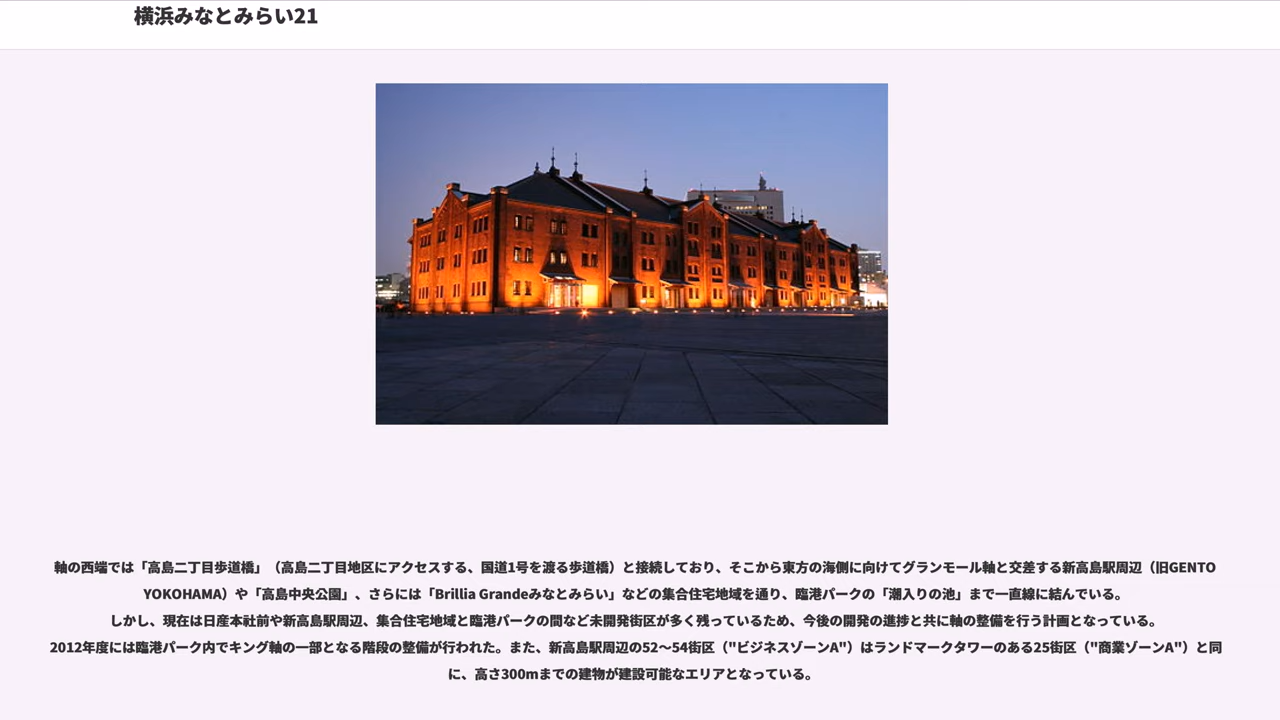 横浜みなとみらい21
軸の西端では「高島二丁目歩道橋」（高島二丁目地区にアクセスする、国道1号を渡る歩道橋）と接続しており、そこから東方の海側に向けてグランモール軸と交差する新高島駅周辺（旧GENTO
YOKOHAMA）や「高島中央公園」、さらには「Brillia Grandeみなとみらい」などの集合住宅地域を通り、臨港パークの「潮入りの池」まで一直線に結んでいる。
しかし、現在は日産本社前や新高島駅周辺、集合住宅地域と臨港パークの間など未開発街区が多く残っているため、今後の開発の進捗と共に軸の整備を行う計画となっている。
2012年度には臨港パーク内でキング軸の一部となる階段の整備が行われた。また、新高島駅周辺の52〜54街区（"ビジネスゾーンA"）はランドマークタワーのある25街区（"商業ゾーンA"）と同
に、高さ300mまでの建物が建設可能なエリアとなっている。